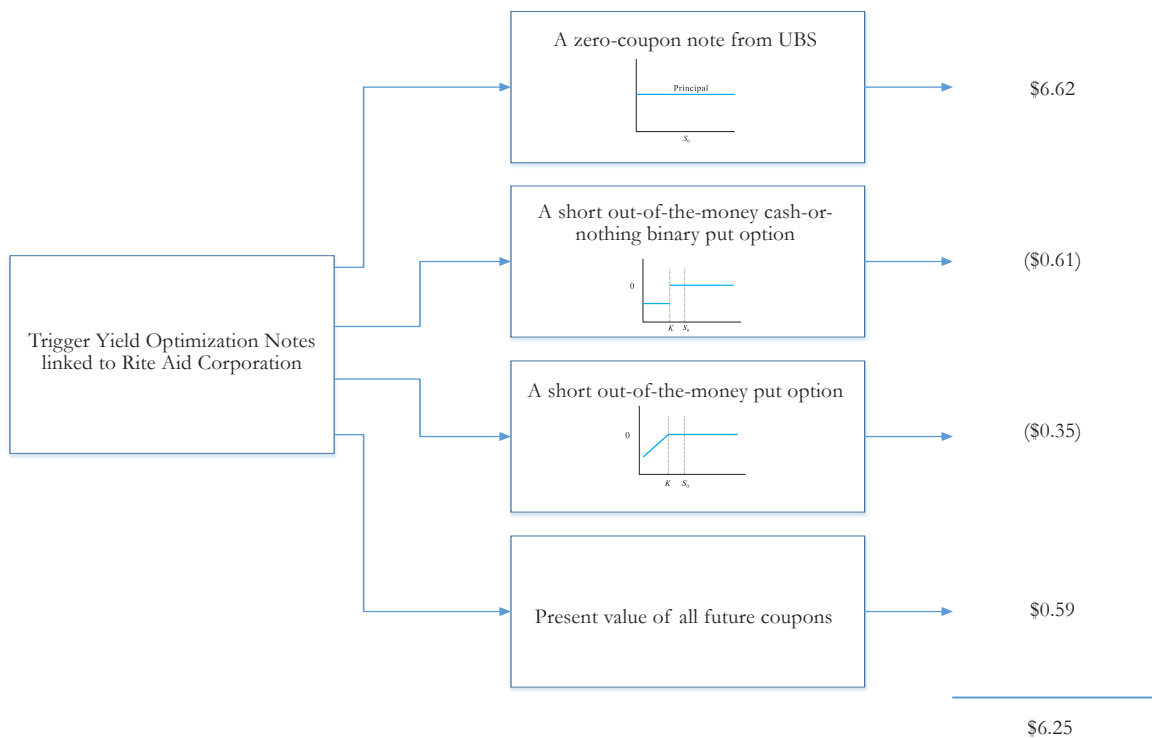 A zero-coupon note from UBS
Principal
S0
$6.62
A short out-of-the-money cash-or-
nothing binary put option
0
K S0
($0.61)
Trigger Yield Optimization Notes
linked to Rite Aid Corporation
A short out-of-the-money put option
0
K S0
($0.35)
Present value of all future coupons
$0.59
$6.25